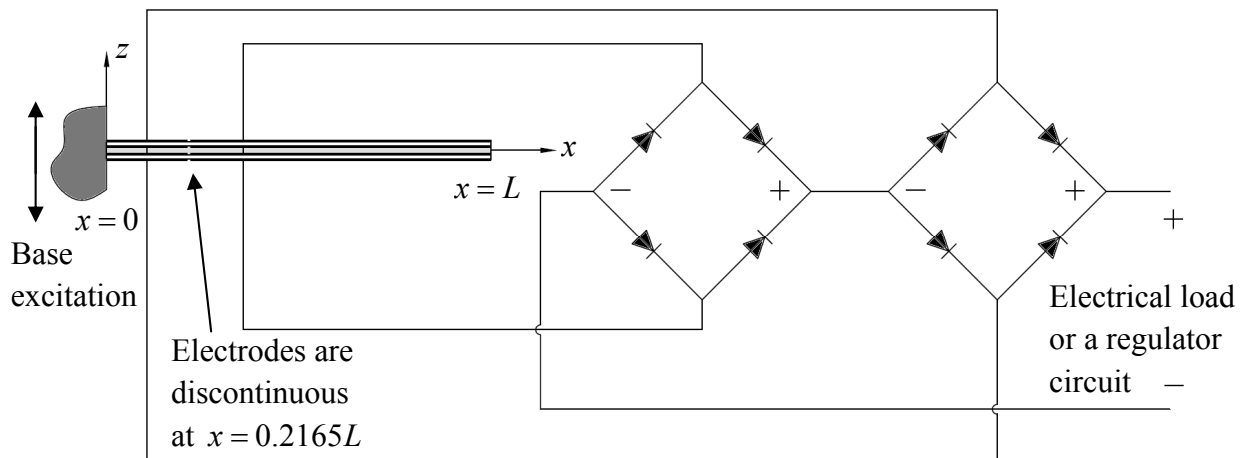 z
x
x = L
x = 0
Base
excitation
Electrodes are
discontinuous
at x = 0.2165L
− +
− +
+
Electrical load
or a regulator
circuit −